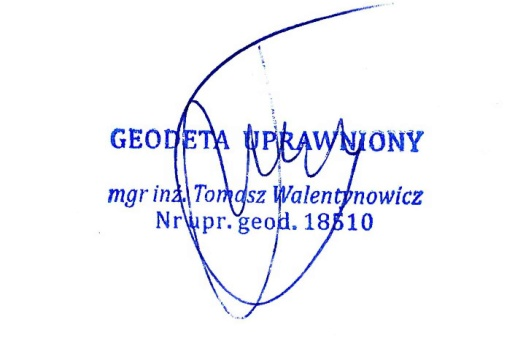 GEODETA UPRAWNIONY
mgr inż. Tomasz Walentynowicz
Nr upr. geod. 18510